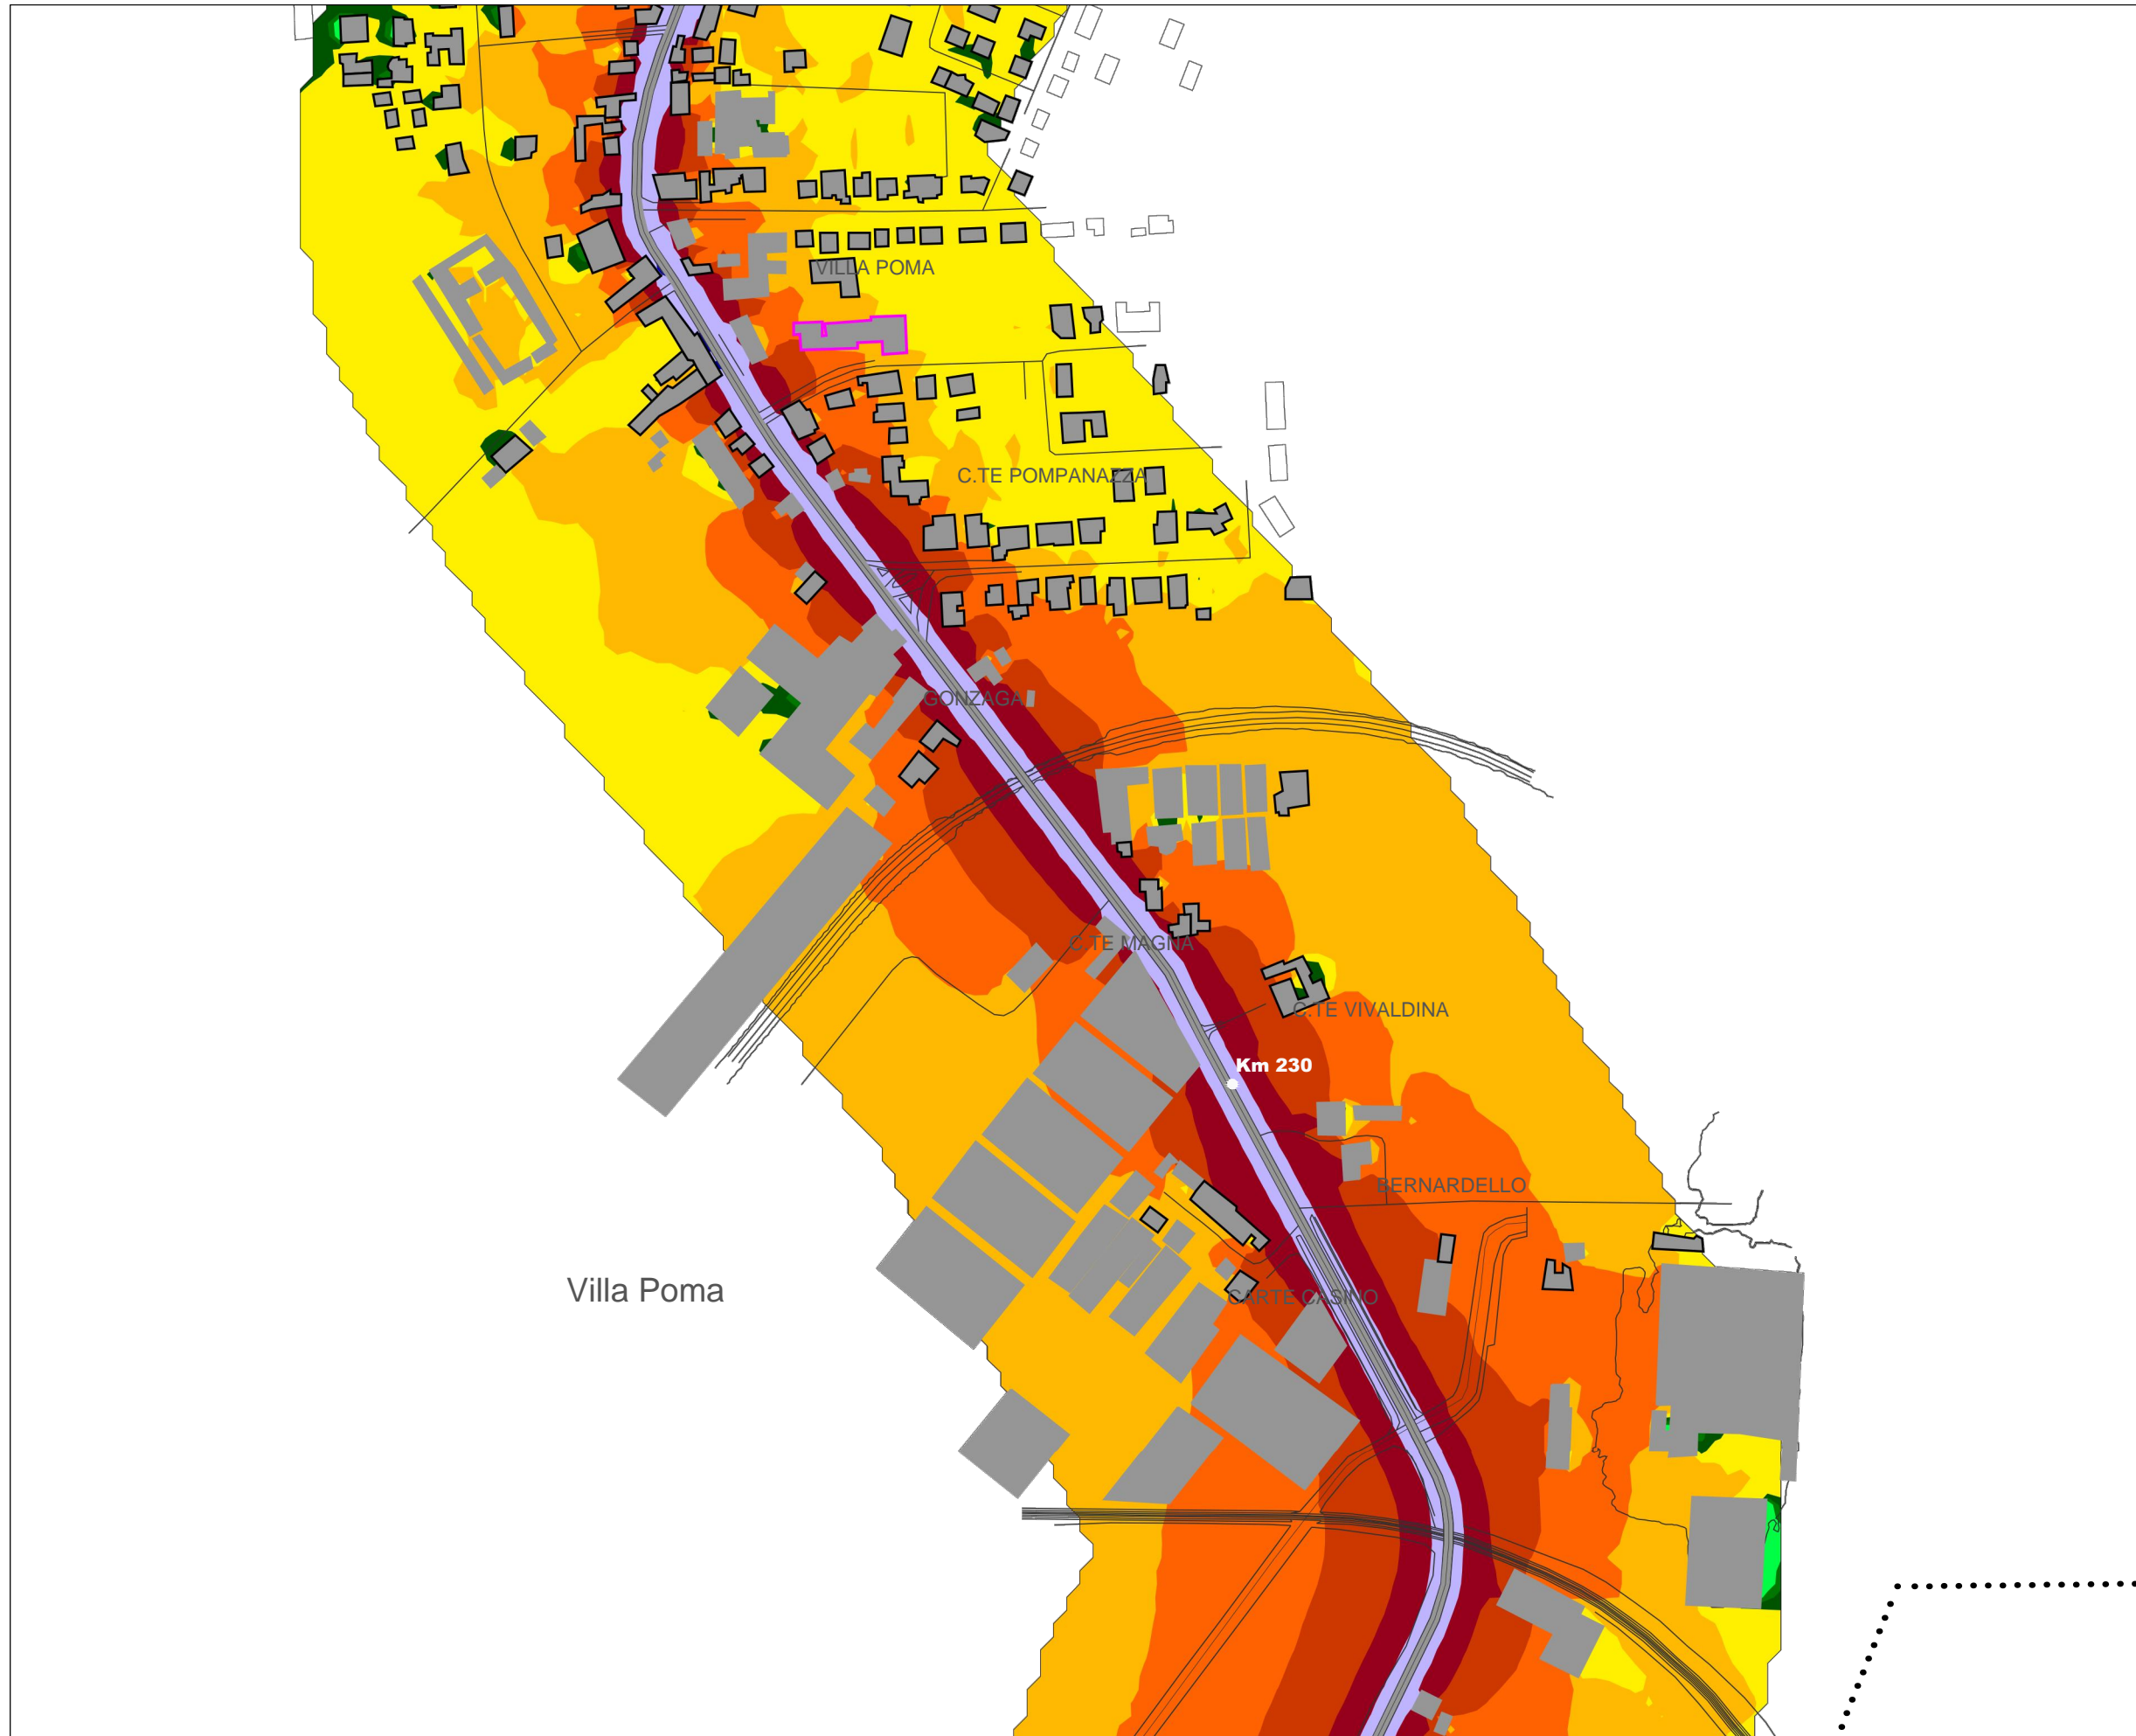 VILLA POMA
C.TE POMPANAZZA
GONZAGA
C.TE MAGNA
C.TE VIVALDINA
Km 230
BERNARDELLO
CARTE CASINO
Villa Poma